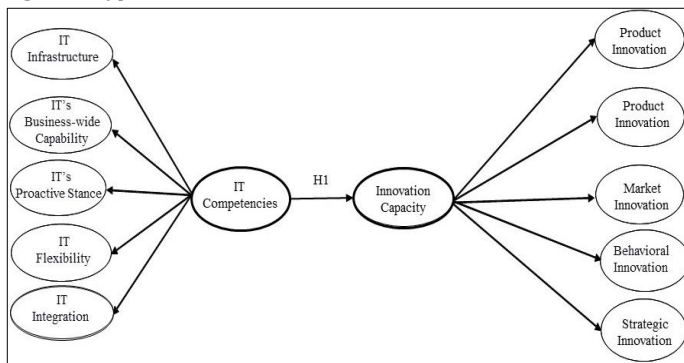 IT
Infrastructure
IT's
Business-wide
Capability
IT's
Proactive Stance
IT
Flexibility
IT
Integration
IT
Competencies
H1
Innovation
Capacity
Product
Innovation
Product
Innovation
Market
Innovation
Behavioral
Innovation
Strategic
Innovation